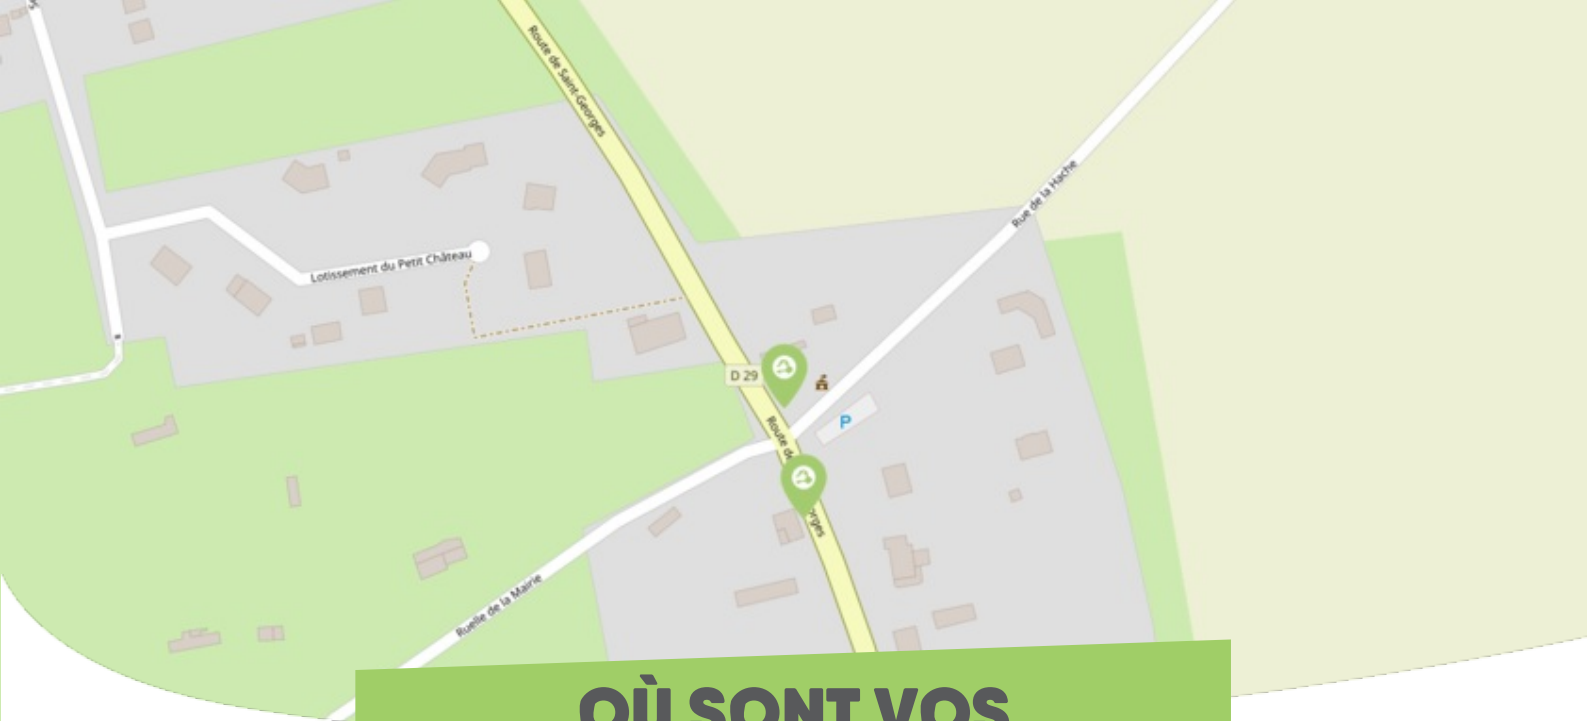 Route de Saint-Georges
Rue de la Hache
Lotissement du Petit Château
D 29
P
Route de
orges
Ruelle de la Mairie
OÙ SONT VOS